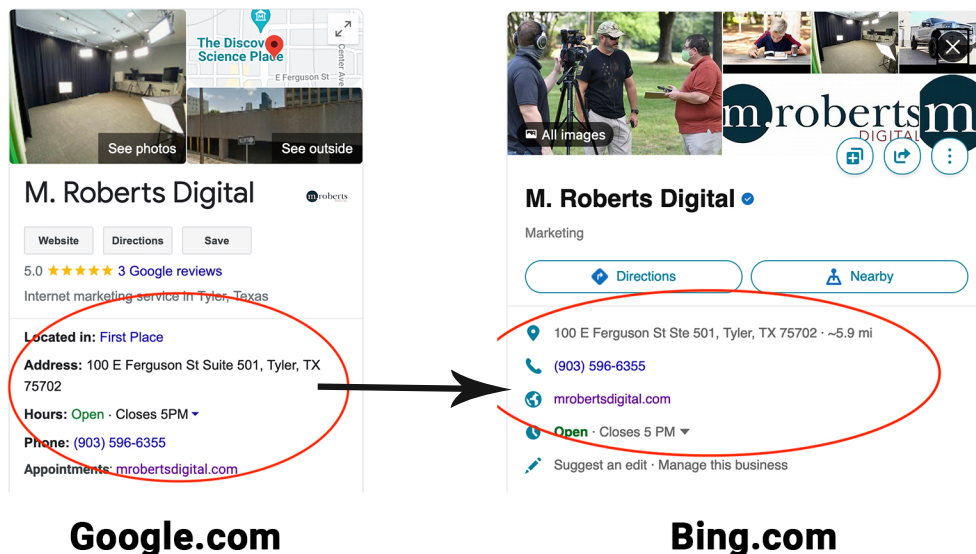 The Discov
Science Place
E Ferguson St
Center Ave
See photos
See outside
M. Roberts Digital
m.roberts
Website
Directions
Save
5.0 ★★★★★ 3 Google reviews
Internet marketing service in Tyler, Texas
Located in: First Place
Address: 100 E Ferguson St Suite 501, Tyler, TX
75702
Hours: Open · Closes 5PM
Phone: (903) 596-6355
Appointments: mrobertsdigital.com
Google.com
All images
m.roberts
DIGITAL
m
M. Roberts Digital
Marketing
Directions
Nearby
100 E Ferguson St Ste 501, Tyler, TX 75702 · ~5.9 mi
(903) 596-6355
mrobertsdigital.com
Open · Closes 5 PM
Suggest an edit · Manage this business
Bing.com